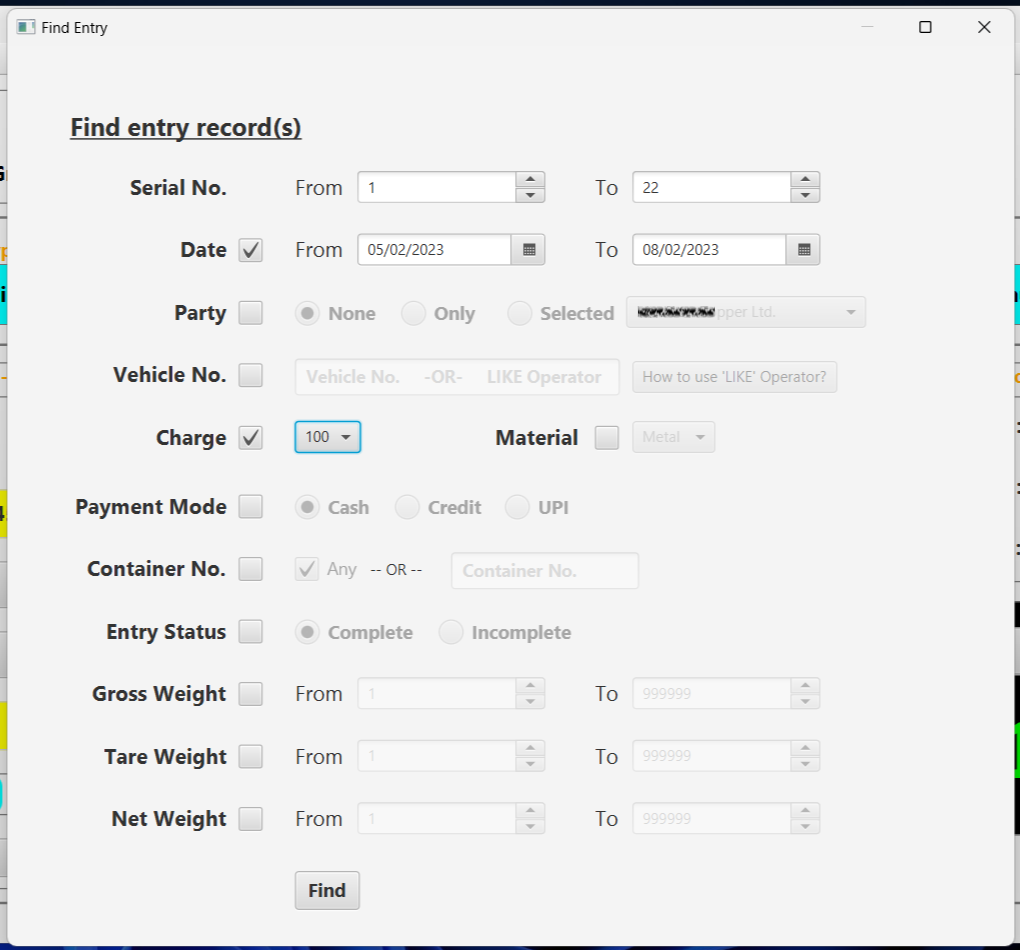 Find Entry
Find entry record(s)
Serial No. From 1 To 22
Date From 05/02/2023 To 08/02/2023
Party None Only Selected pper Ltd.
Vehicle No. Vehicle No. -OR- LIKE Operator How to use 'LIKE' Operator?
Charge 100 Material Metal
Payment Mode Cash Credit UPI
Container No. Any -- OR -- Container No.
Entry Status Complete Incomplete
Gross Weight From 1 To 999999
Tare Weight From 1 To 999999
Net Weight From 1 To 999999
Find